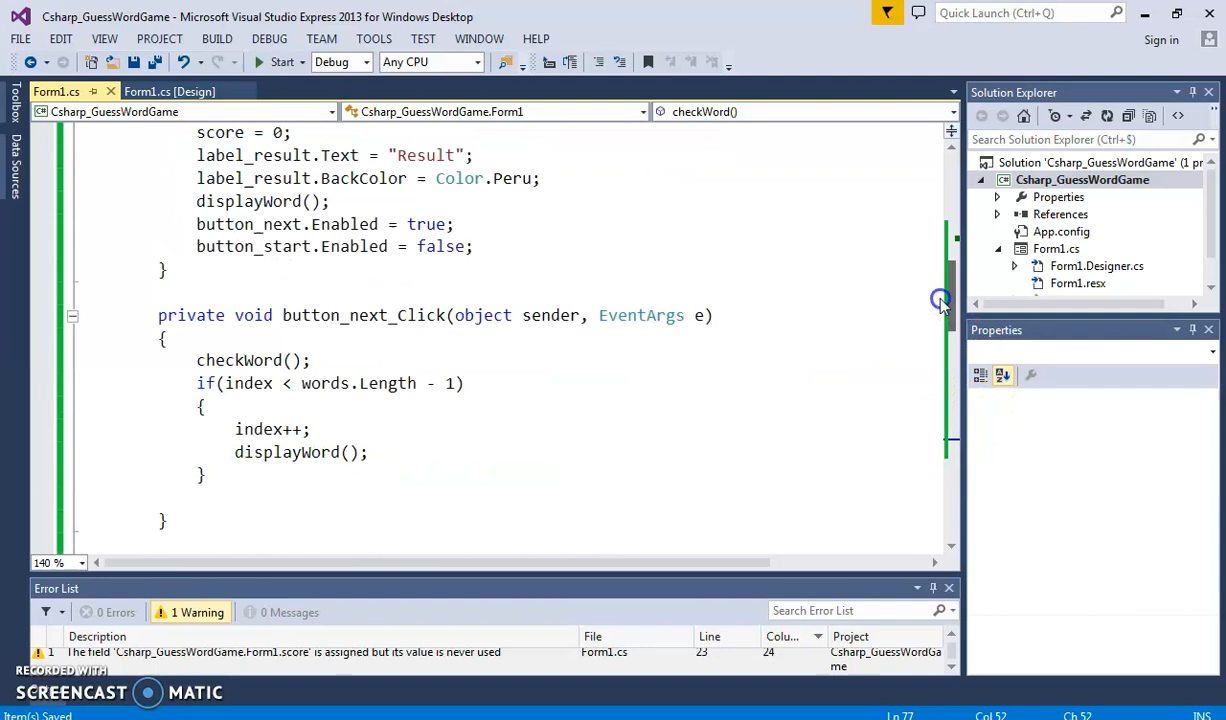 Csharp_GuessWordGame - Microsoft Visual Studio Express 2013 for Windows Desktop
Quick Launch (Ctrl+Q)
FILE EDIT VIEW PROJECT BUILD DEBUG TEAM TOOLS TEST WINDOW HELP
Sign in
Start Debug Any CPU
Toolbox
Data Sources
Form1.cs Form1.cs [Design]
Csharp_GuessWordGame Csharp_GuessWordGame.Form1 checkWord()
score = 0;
label_result.Text = "Result";
label_result.BackColor = Color.Peru;
displayWord();
button_next.Enabled = true;
button_start.Enabled = false;
}
private void button_next_Click(object sender, EventArgs e)
{
checkWord();
if(index < words.Length - 1)
{
index++;
displayWord();
}
}
140 %
Solution Explorer
Search Solution Explorer (Ctrl+$)
Solution 'Csharp_GuessWordGame' (1 pr
Csharp_GuessWordGame
Properties
References
App.config
Form1.cs
Form1.Designer.cs
Form1.resx
Properties
Error List
0 Errors 1 Warning 0 Messages
Search Error List
Description File Line Colu... Project
1 The field 'Csharp_GuessWordGame.Form1.score' is assigned but its value is never used Form1.cs 23 24 Csharp_GuessWordGa
me
RECORDED WITH
SCREENCAST MATIC
Item(s) Saved Ln 77 Col 52 Ch 52 INS